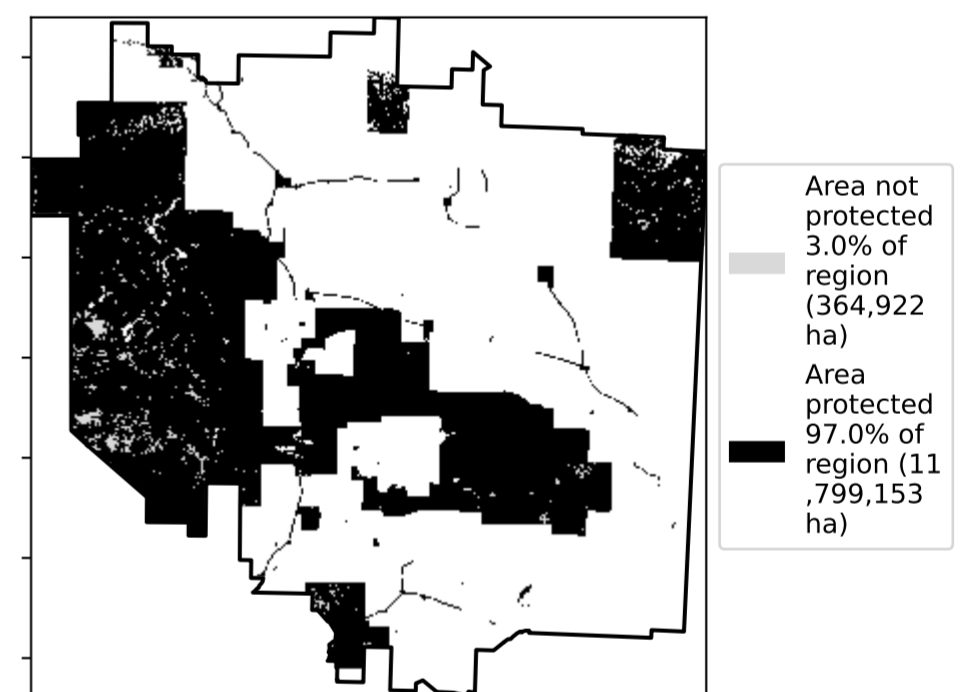 Area not
protected
3.0% of
region
(364,922
ha)
Area
protected
97.0% of
region (11
,799,153
ha)